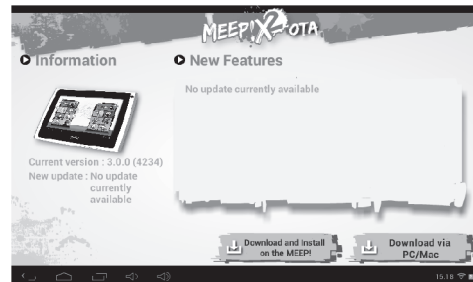 MEEP! X2 OTA
Information
New Features
No update currently available
Current version : 3.0.0 (4234)
New update : No update
currently
available
Download and Install
on the MEEP!
Download via
PC/Mac
15.18